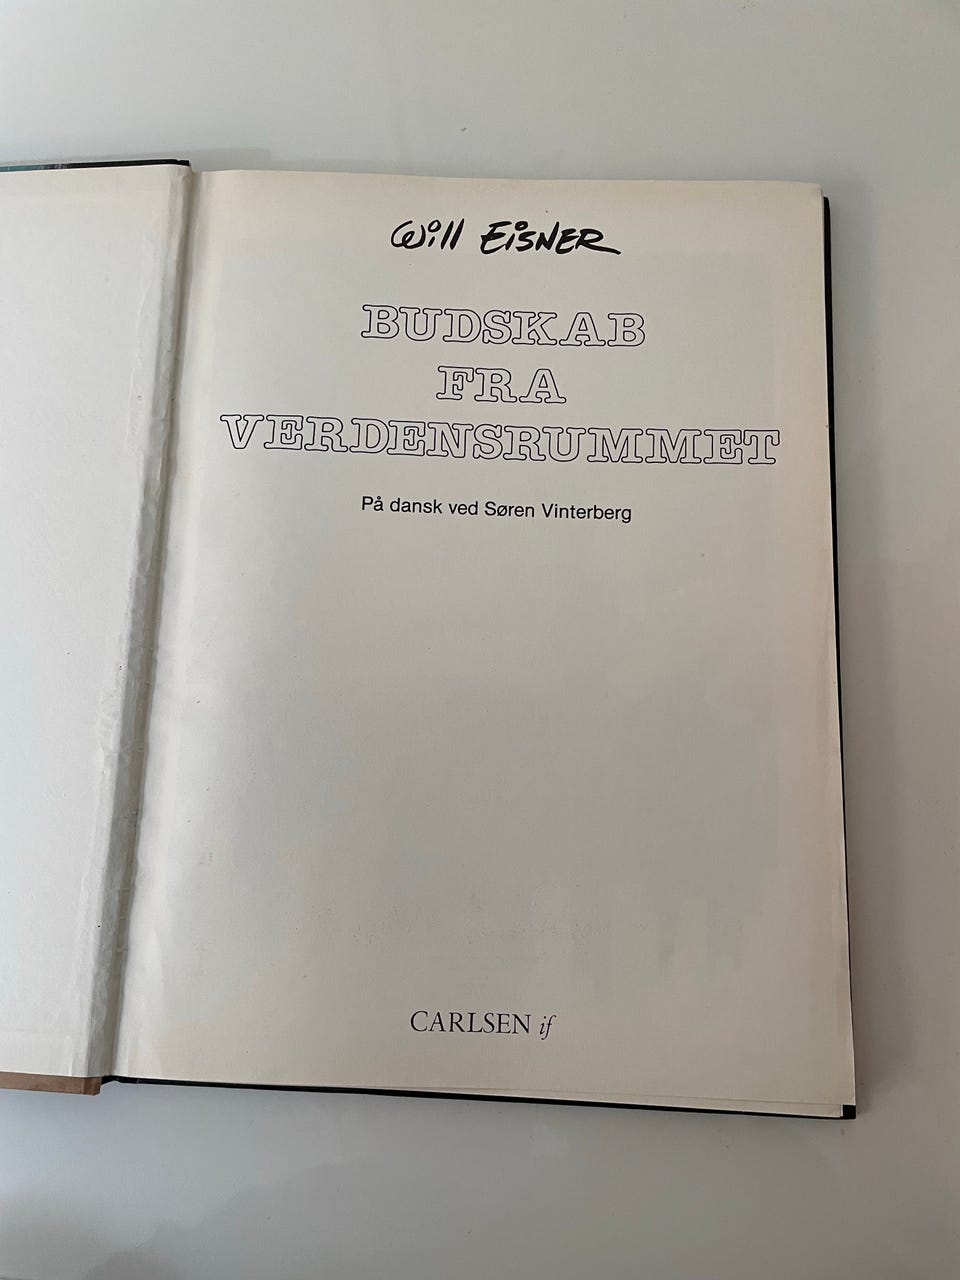 Will Eisner
BUDSKAB
FRA
VERDENSRUMMET
På dansk ved Søren Vinterberg
CARLSEN if